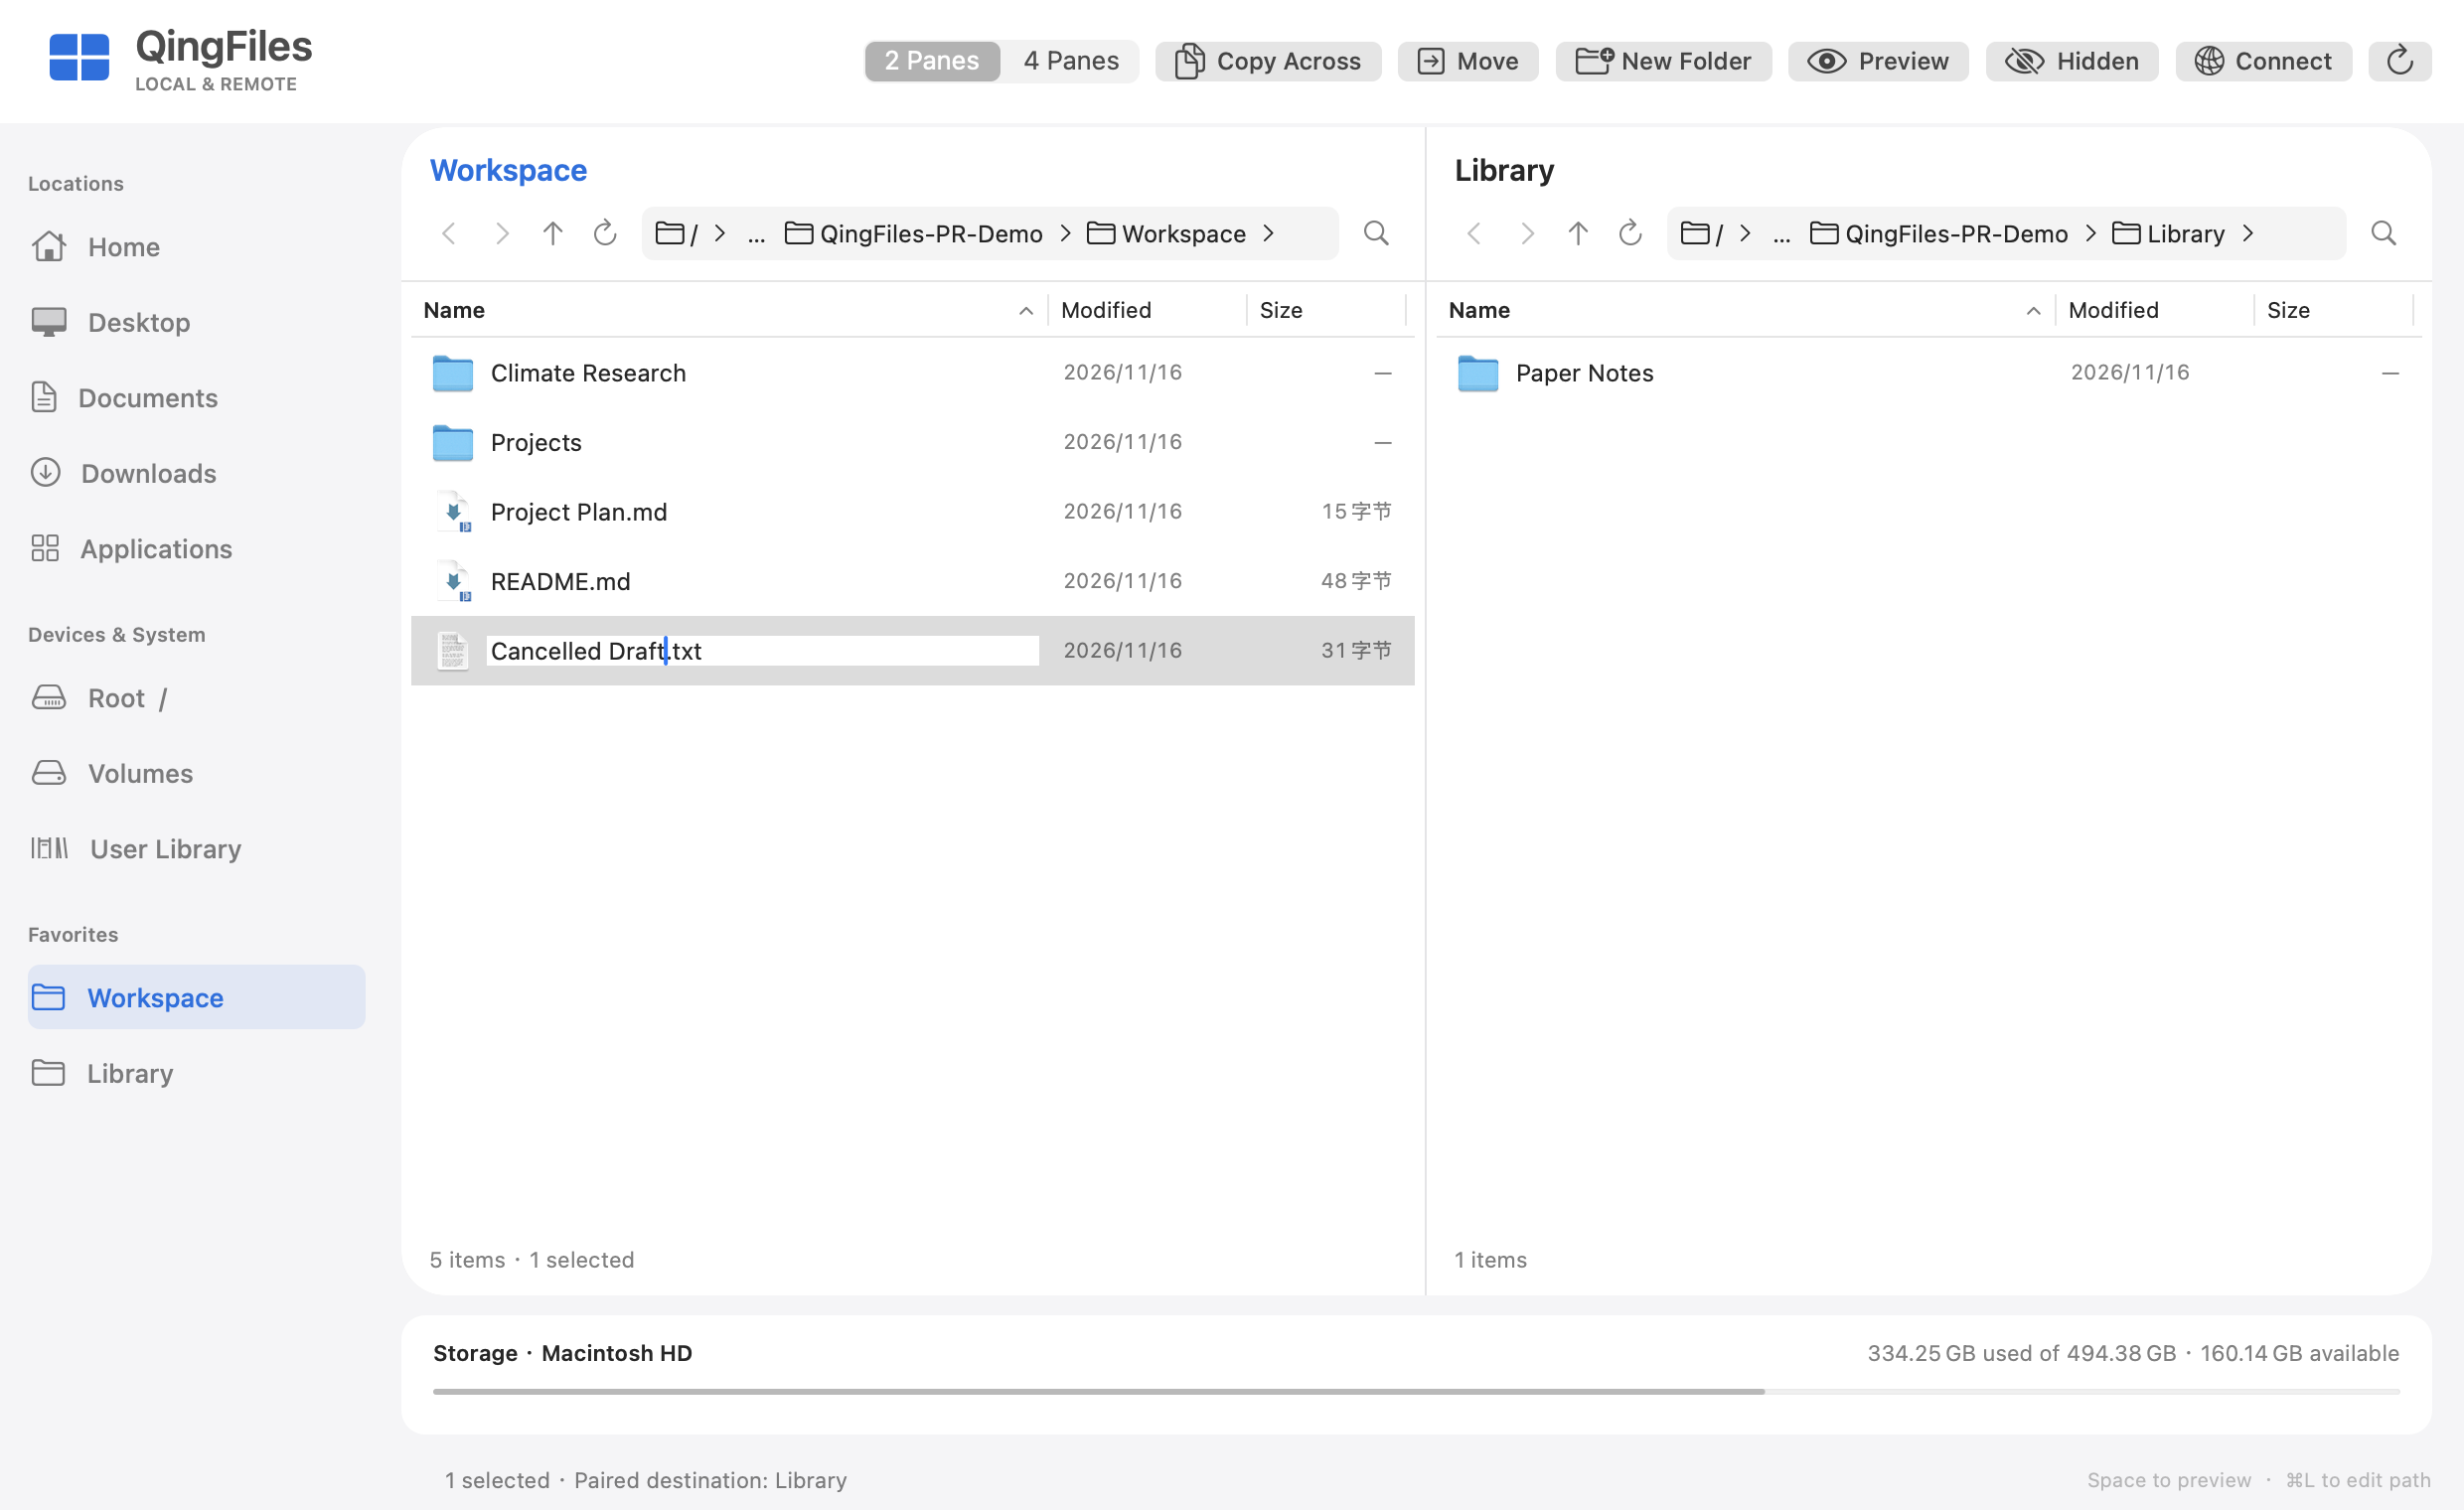 QingFiles
LOCAL & REMOTE
2 Panes
4 Panes
Copy Across
Move
New Folder
Preview
Hidden
Connect
Locations
Home
Desktop
Documents
Downloads
Applications
Devices & System
Root /
Volumes
User Library
Favorites
Workspace
Library
Workspace
/ > ... QingFiles-PR-Demo > Workspace >
Name Modified Size
Climate Research 2026/11/16 —
Projects 2026/11/16 —
Project Plan.md 2026/11/16 15 字节
README.md 2026/11/16 48 字节
Cancelled Draft.txt 2026/11/16 31 字节
5 items · 1 selected
Library
/ > ... QingFiles-PR-Demo > Library >
Name Modified Size
Paper Notes 2026/11/16 —
1 items
Storage · Macintosh HD
334.25 GB used of 494.38 GB · 160.14 GB available
1 selected · Paired destination: Library
Space to preview · ⌘L to edit path